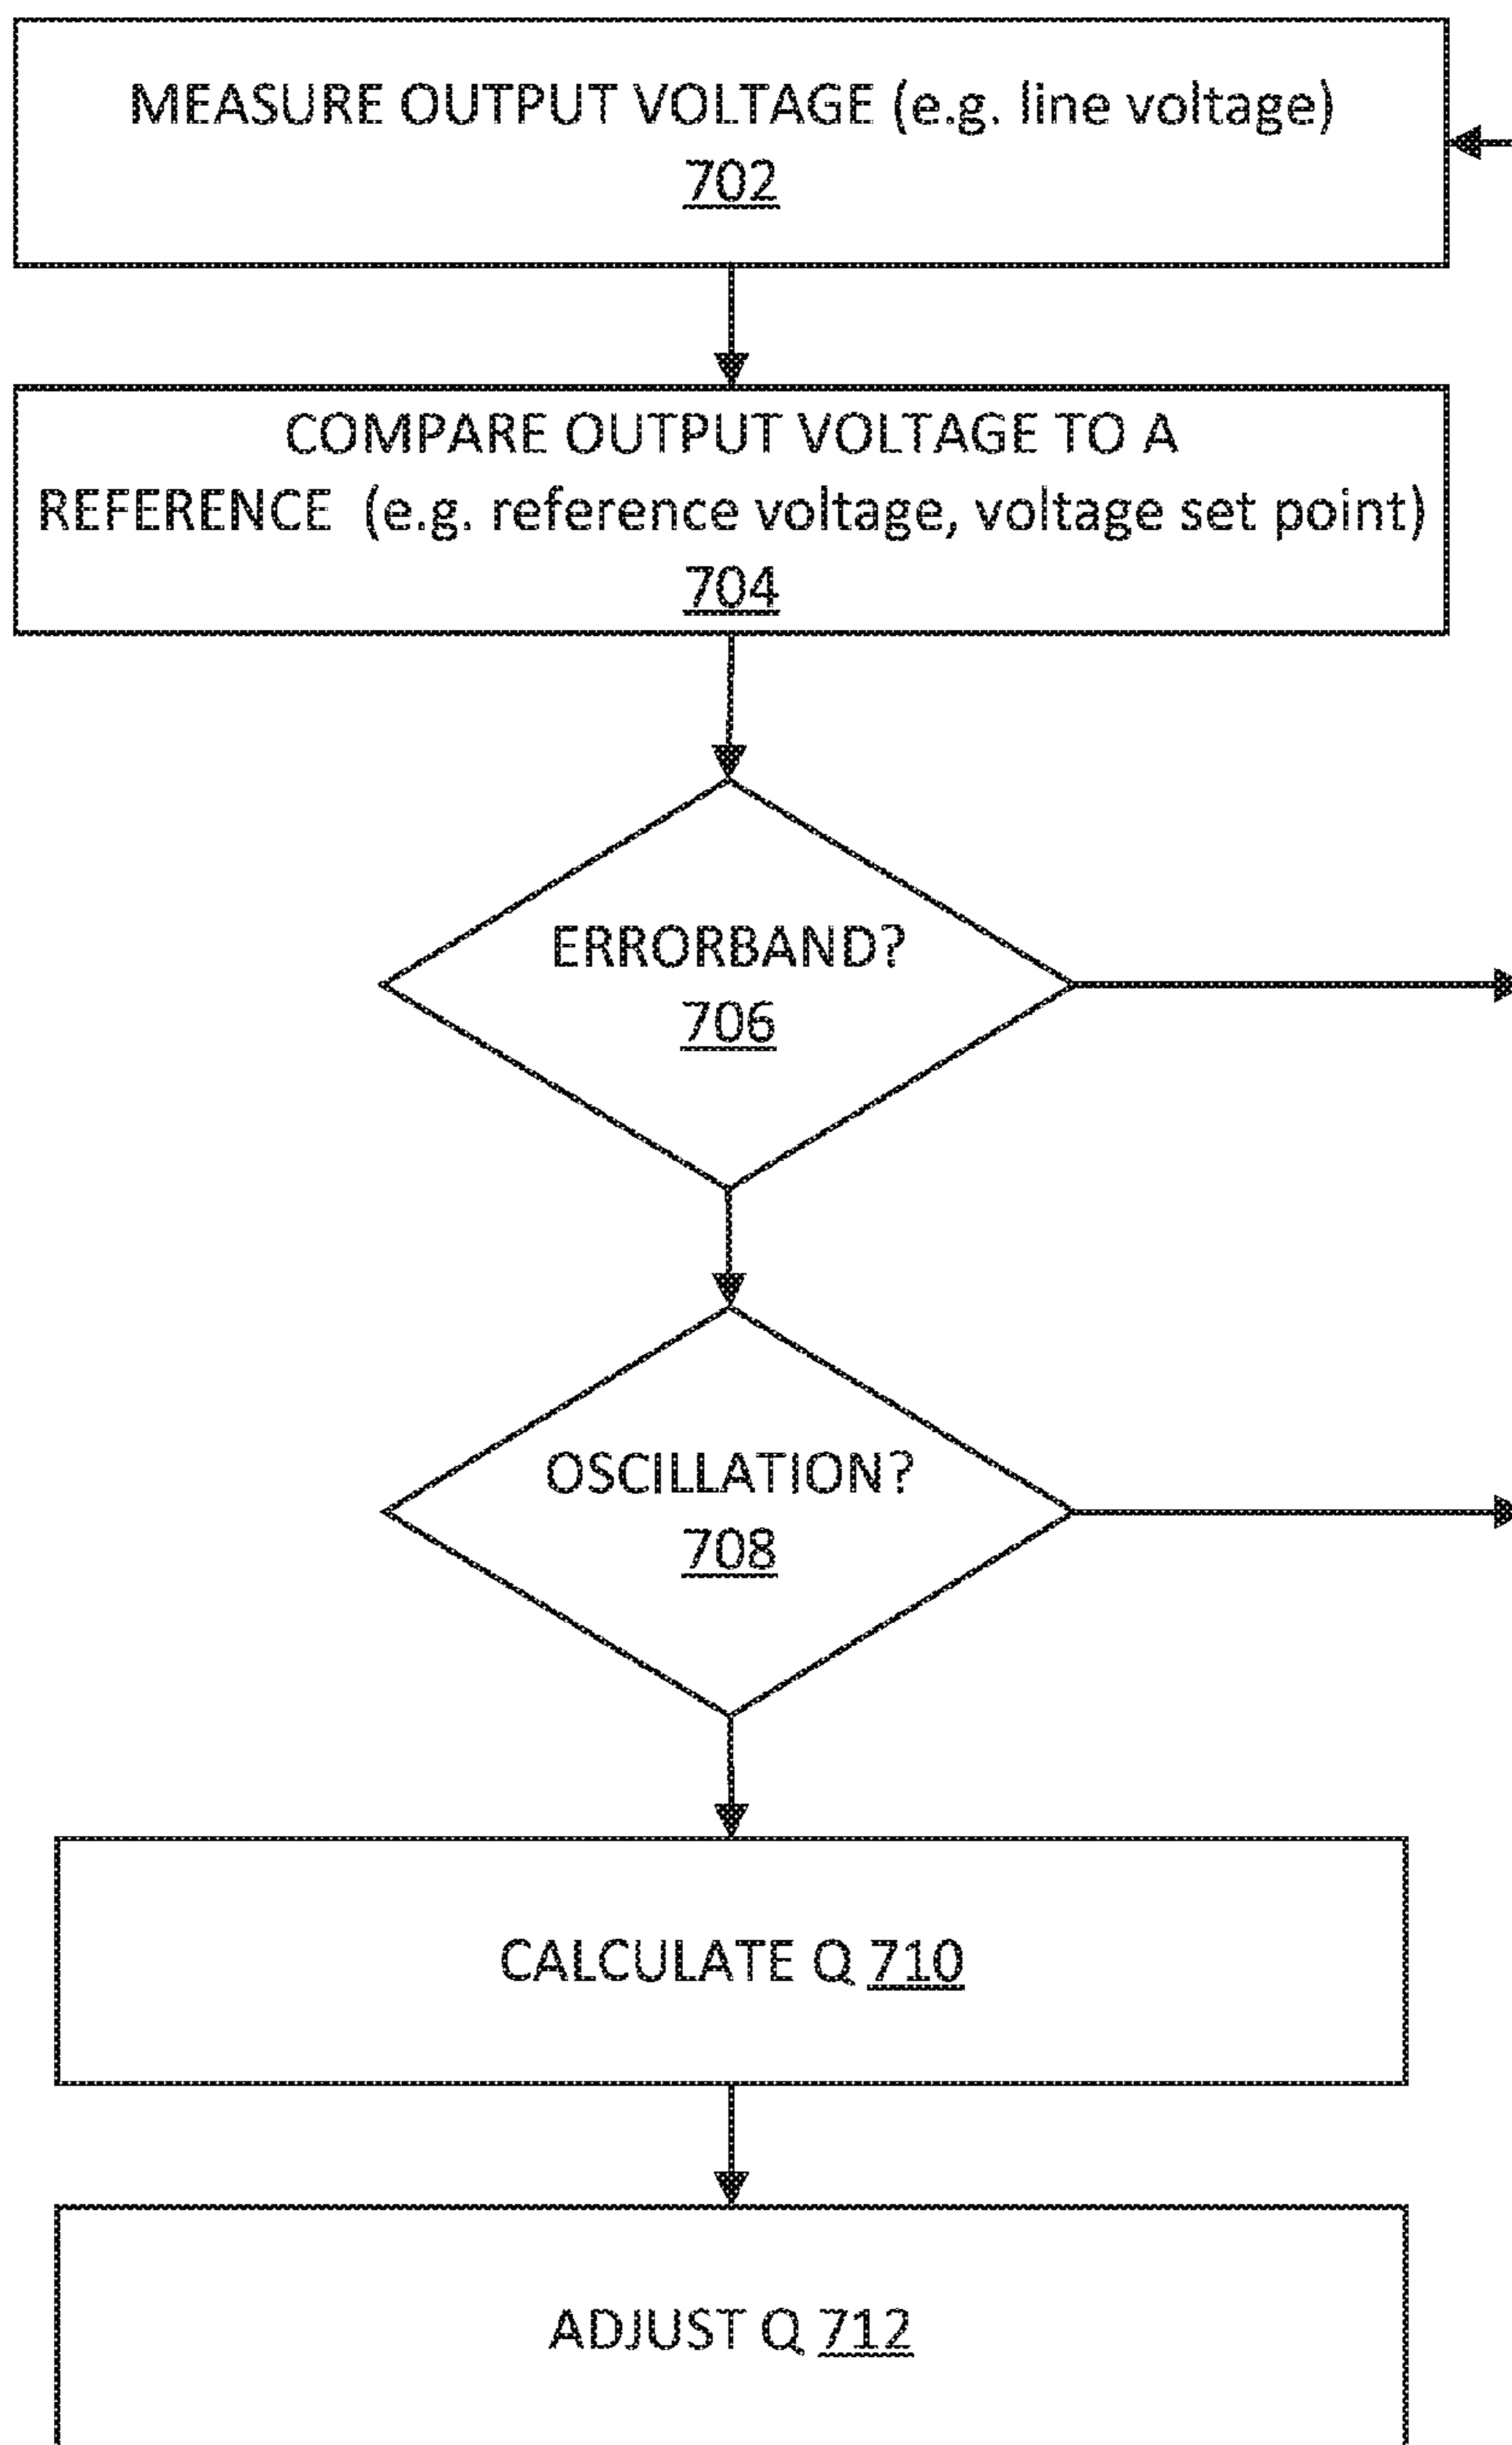 MEASURE OUTPUT VOLTAGE (e.g. line voltage)
702
COMPARE OUTPUT VOLTAGE TO A
REFERENCE (e.g. reference voltage, voltage set point)
704
ERRORBAND?
706
OSCILLATION?
708
CALCULATE Q 710
ADJUST Q 712